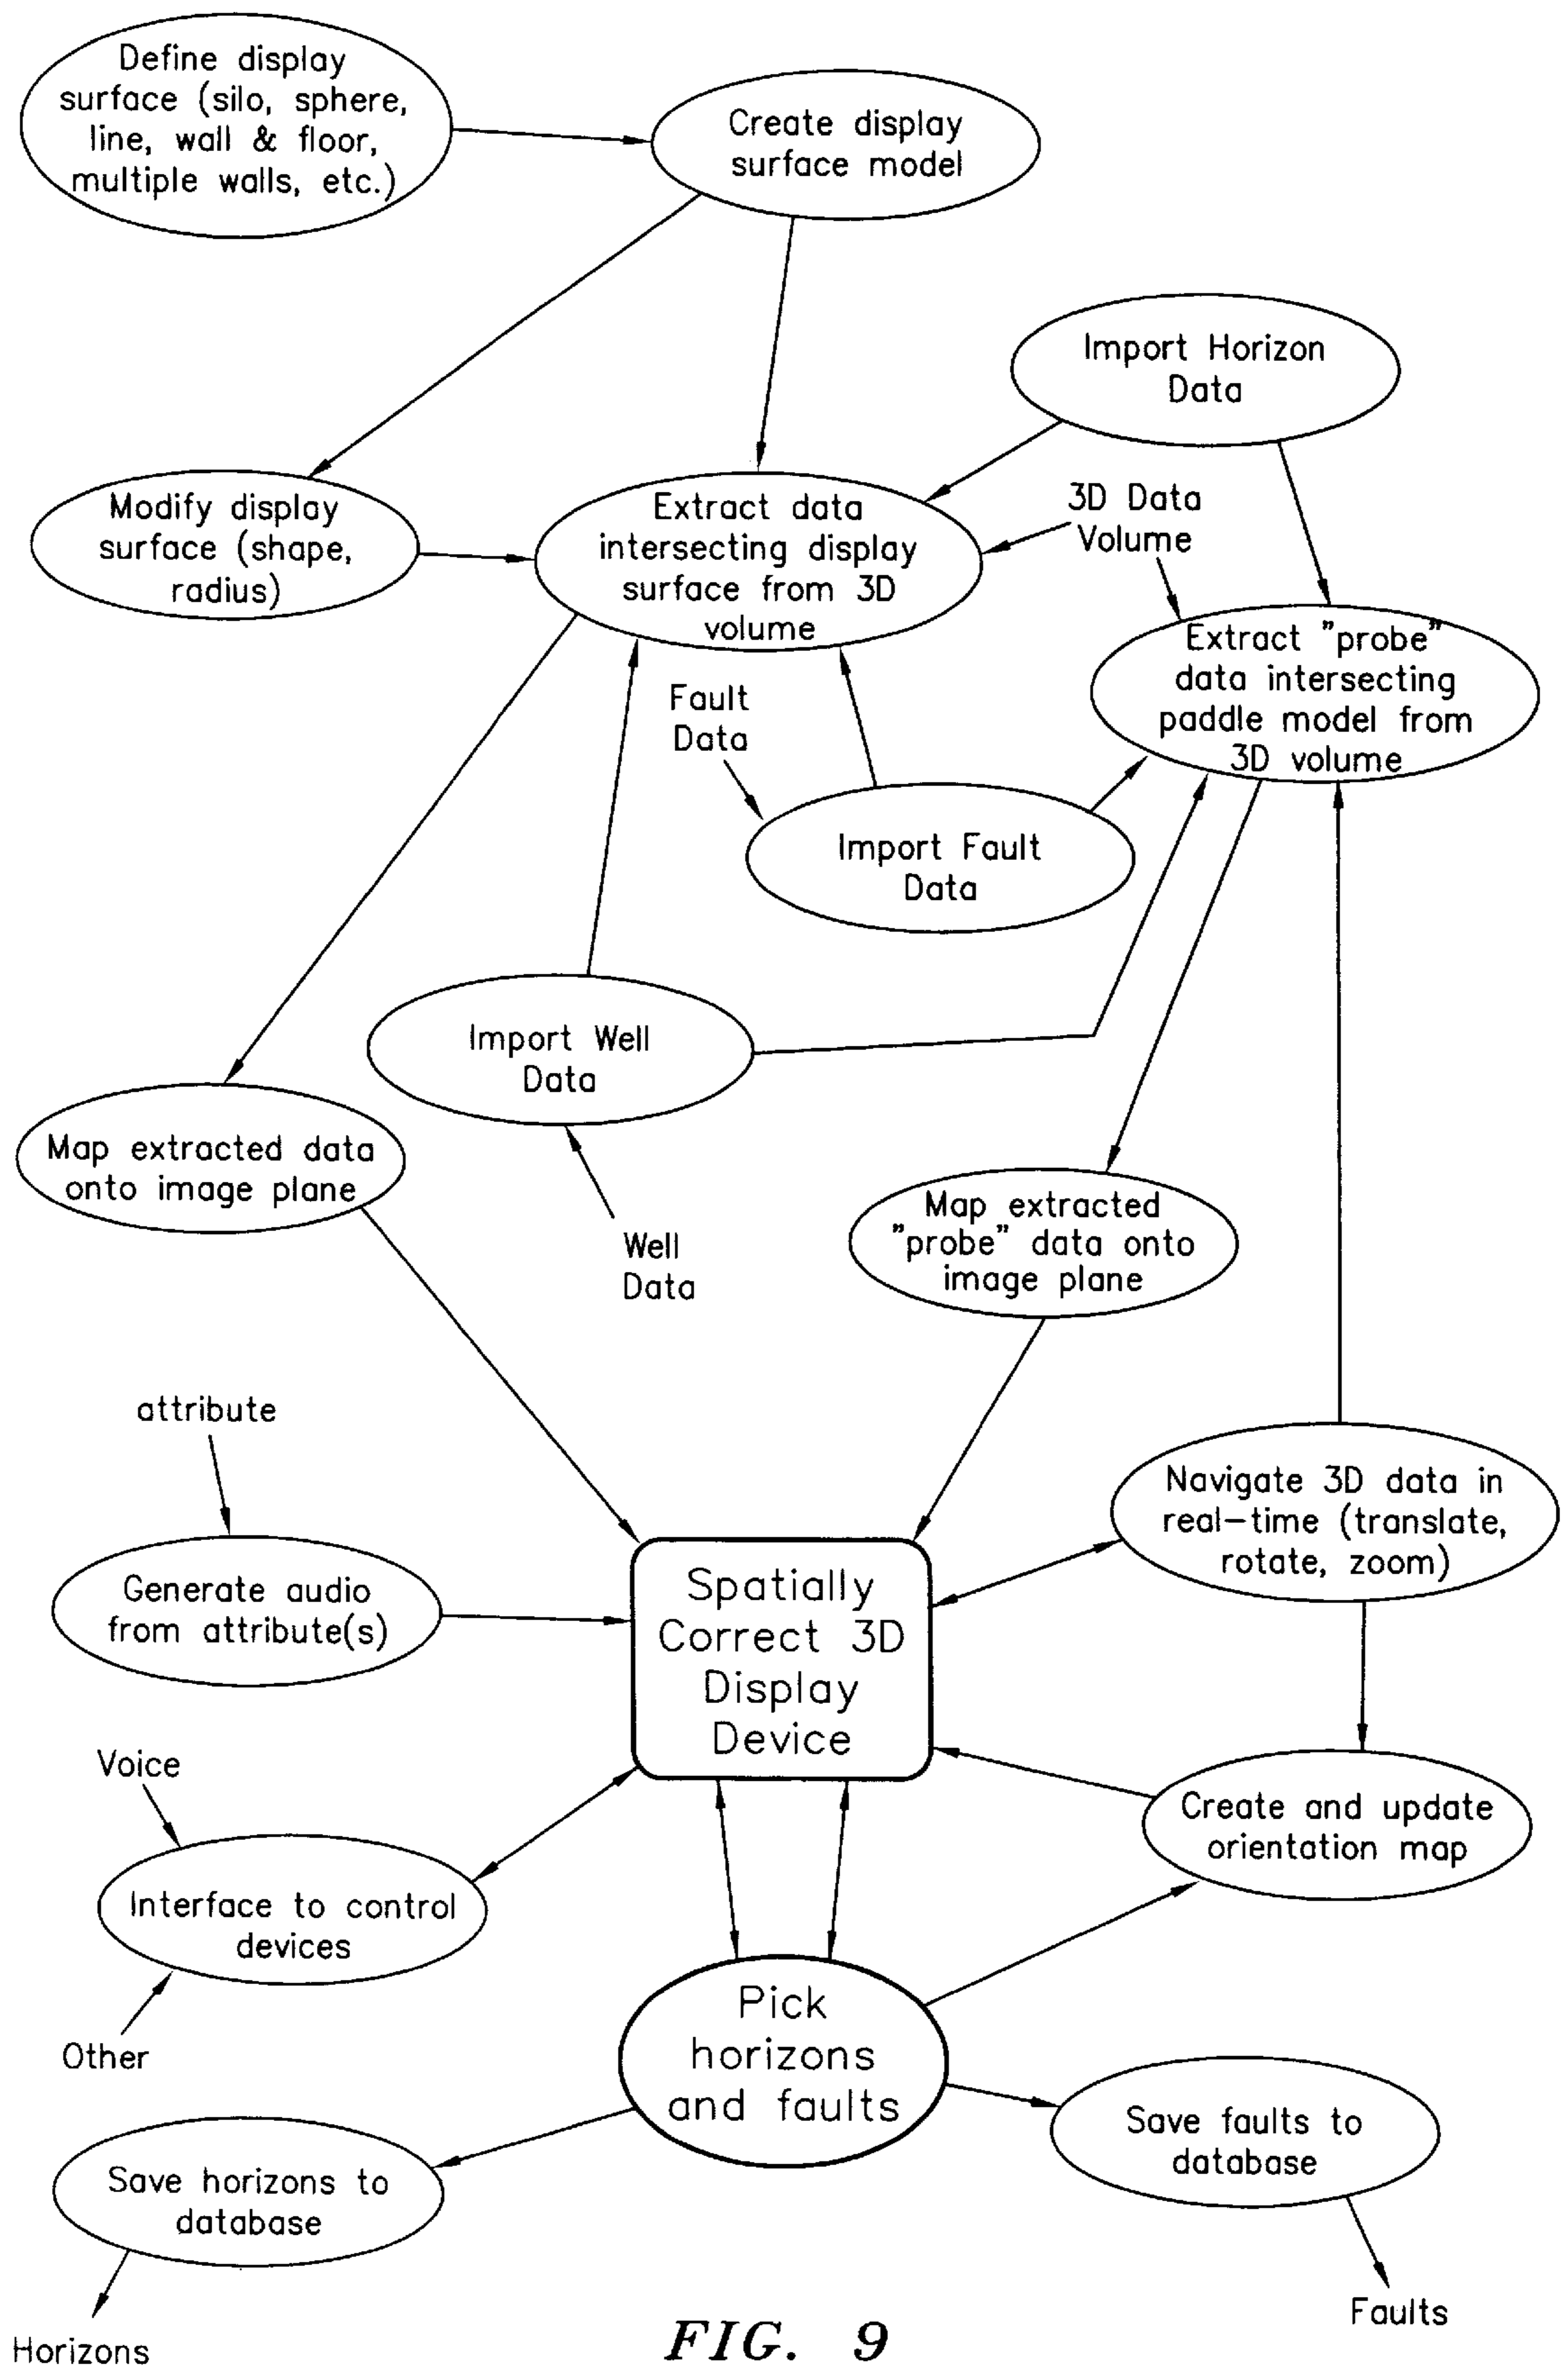 Define display
surface (silo, sphere,
line, wall & floor,
multiple walls, etc.)
Create display
surface model
Import Horizon
Data
Modify display
surface (shape,
radius)
Extract data
intersecting display
surface from 3D
volume
3D Data
Volume
Extract "probe"
data intersecting
paddle model from
3D volume
Fault
Data
Import Fault
Data
Import Well
Data
Map extracted data
onto image plane
Well
Data
Map extracted
"probe" data onto
image plane
attribute
Navigate 3D data in
real-time (translate,
rotate, zoom)
Generate audio
from attribute(s)
Spatially
Correct 3D
Display
Device
Voice
Create and update
orientation map
Interface to control
devices
Other
Pick
horizons
and faults
Save faults to
database
Save horizons to
database
Faults
Horizons
FIG. 9